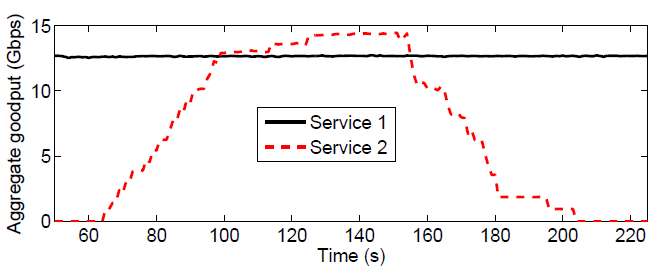 Aggregate goodput (Gbps)
15
10
5
0
Service 1
Service 2
60 80 100 120 140 160 180 200 220
Time (s)